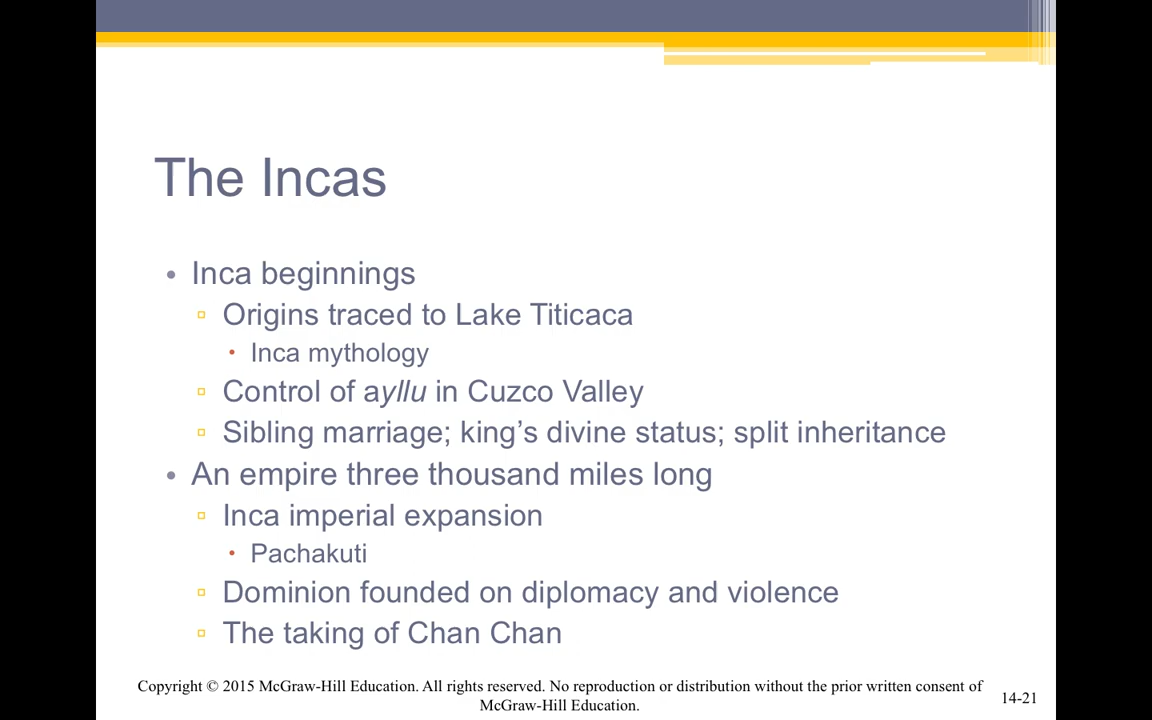 The Incas
• Inca beginnings
▫ Origins traced to Lake Titicaca
• Inca mythology
▫ Control of ayllu in Cuzco Valley
▫ Sibling marriage; king’s divine status; split inheritance
• An empire three thousand miles long
▫ Inca imperial expansion
• Pachakuti
▫ Dominion founded on diplomacy and violence
▫ The taking of Chan Chan
Copyright © 2015 McGraw-Hill Education. All rights reserved. No reproduction or distribution without the prior written consent of
McGraw-Hill Education.
14-21